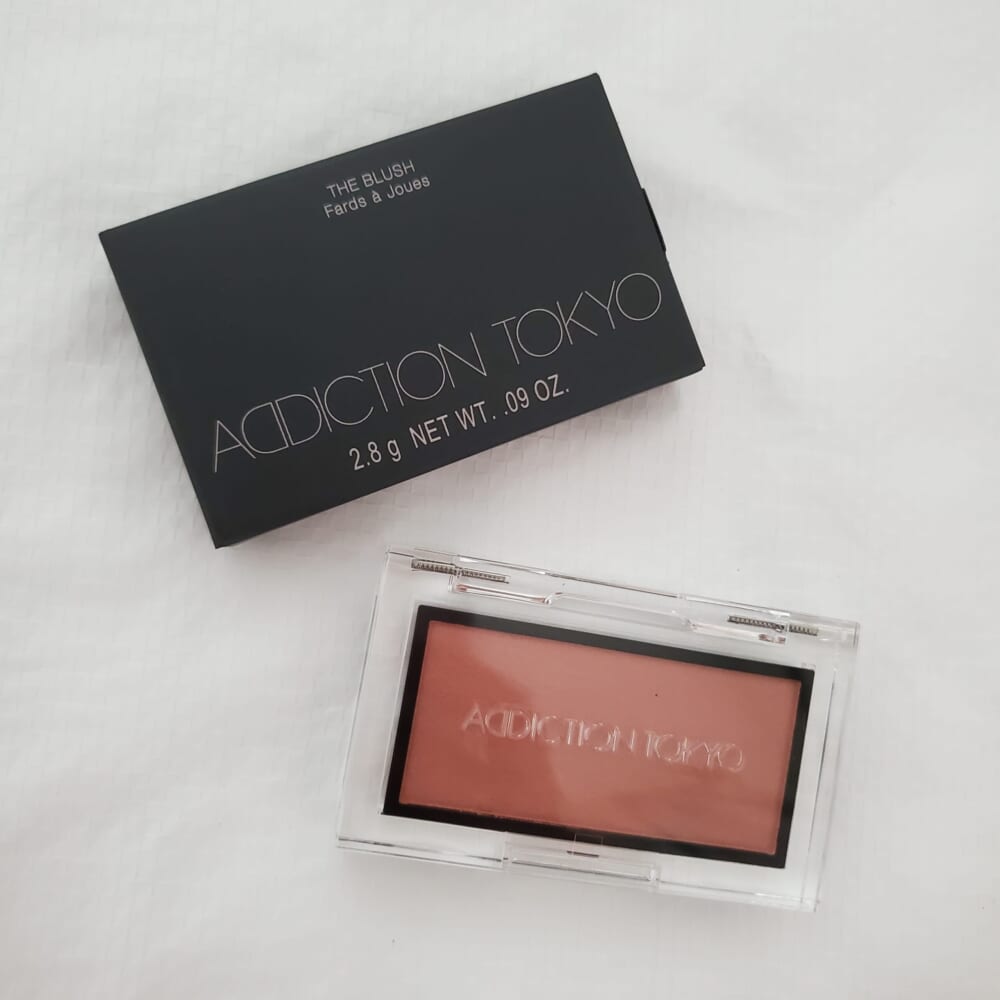 THE BLUSH
Fards à Joues
ADDICTION TOKYO
2.8 g NET WT. .09 OZ.
ADDICTION TOKYO